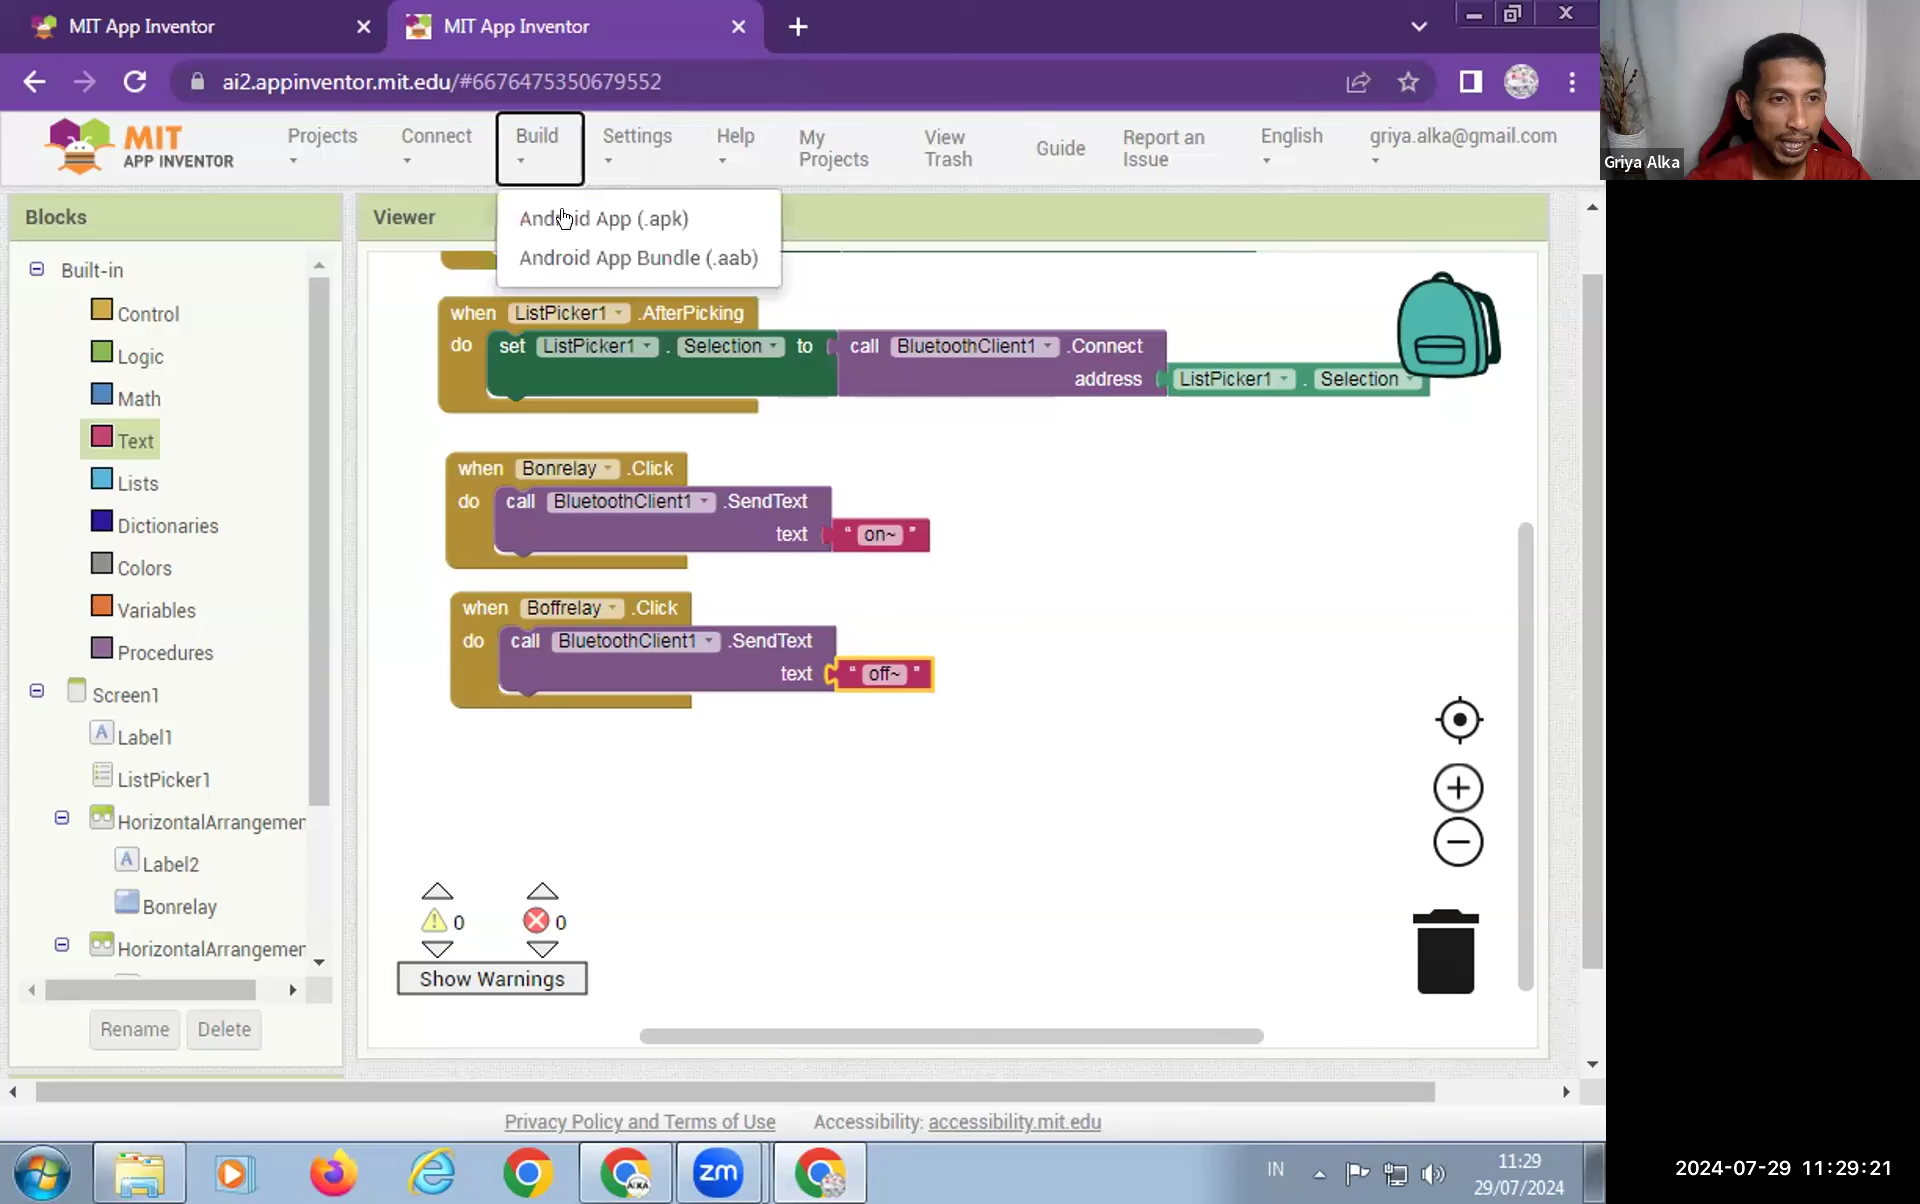 MIT App Inventor
MIT App Inventor
ai2.appinventor.mit.edu/#6676475350679552
MIT
APP INVENTOR
Projects
Connect
Build
Settings
Help
My
Projects
View
Trash
Guide
Report an
Issue
English
griya.alka@gmail.com
Griya Alka
Blocks
Viewer
Android App (.apk)
Android App Bundle (.aab)
Built-in
Control
Logic
Math
Text
Lists
Dictionaries
Colors
Variables
Procedures
Screen1
Label1
ListPicker1
HorizontalArrangemen
Label2
Bonrelay
HorizontalArrangemen
Rename
Delete
when ListPicker1 .AfterPicking
do set ListPicker1 . Selection to call BluetoothClient1 .Connect
address ListPicker1 . Selection
when Bonrelay .Click
do call BluetoothClient1 .SendText
text “ on~ ”
when Boffrelay .Click
do call BluetoothClient1 .SendText
text “ off~ ”
0
0
Show Warnings
Privacy Policy and Terms of Use
Accessibility: accessibility.mit.edu
zm
IN
11:29
29/07/2024
2024-07-29 11:29:21